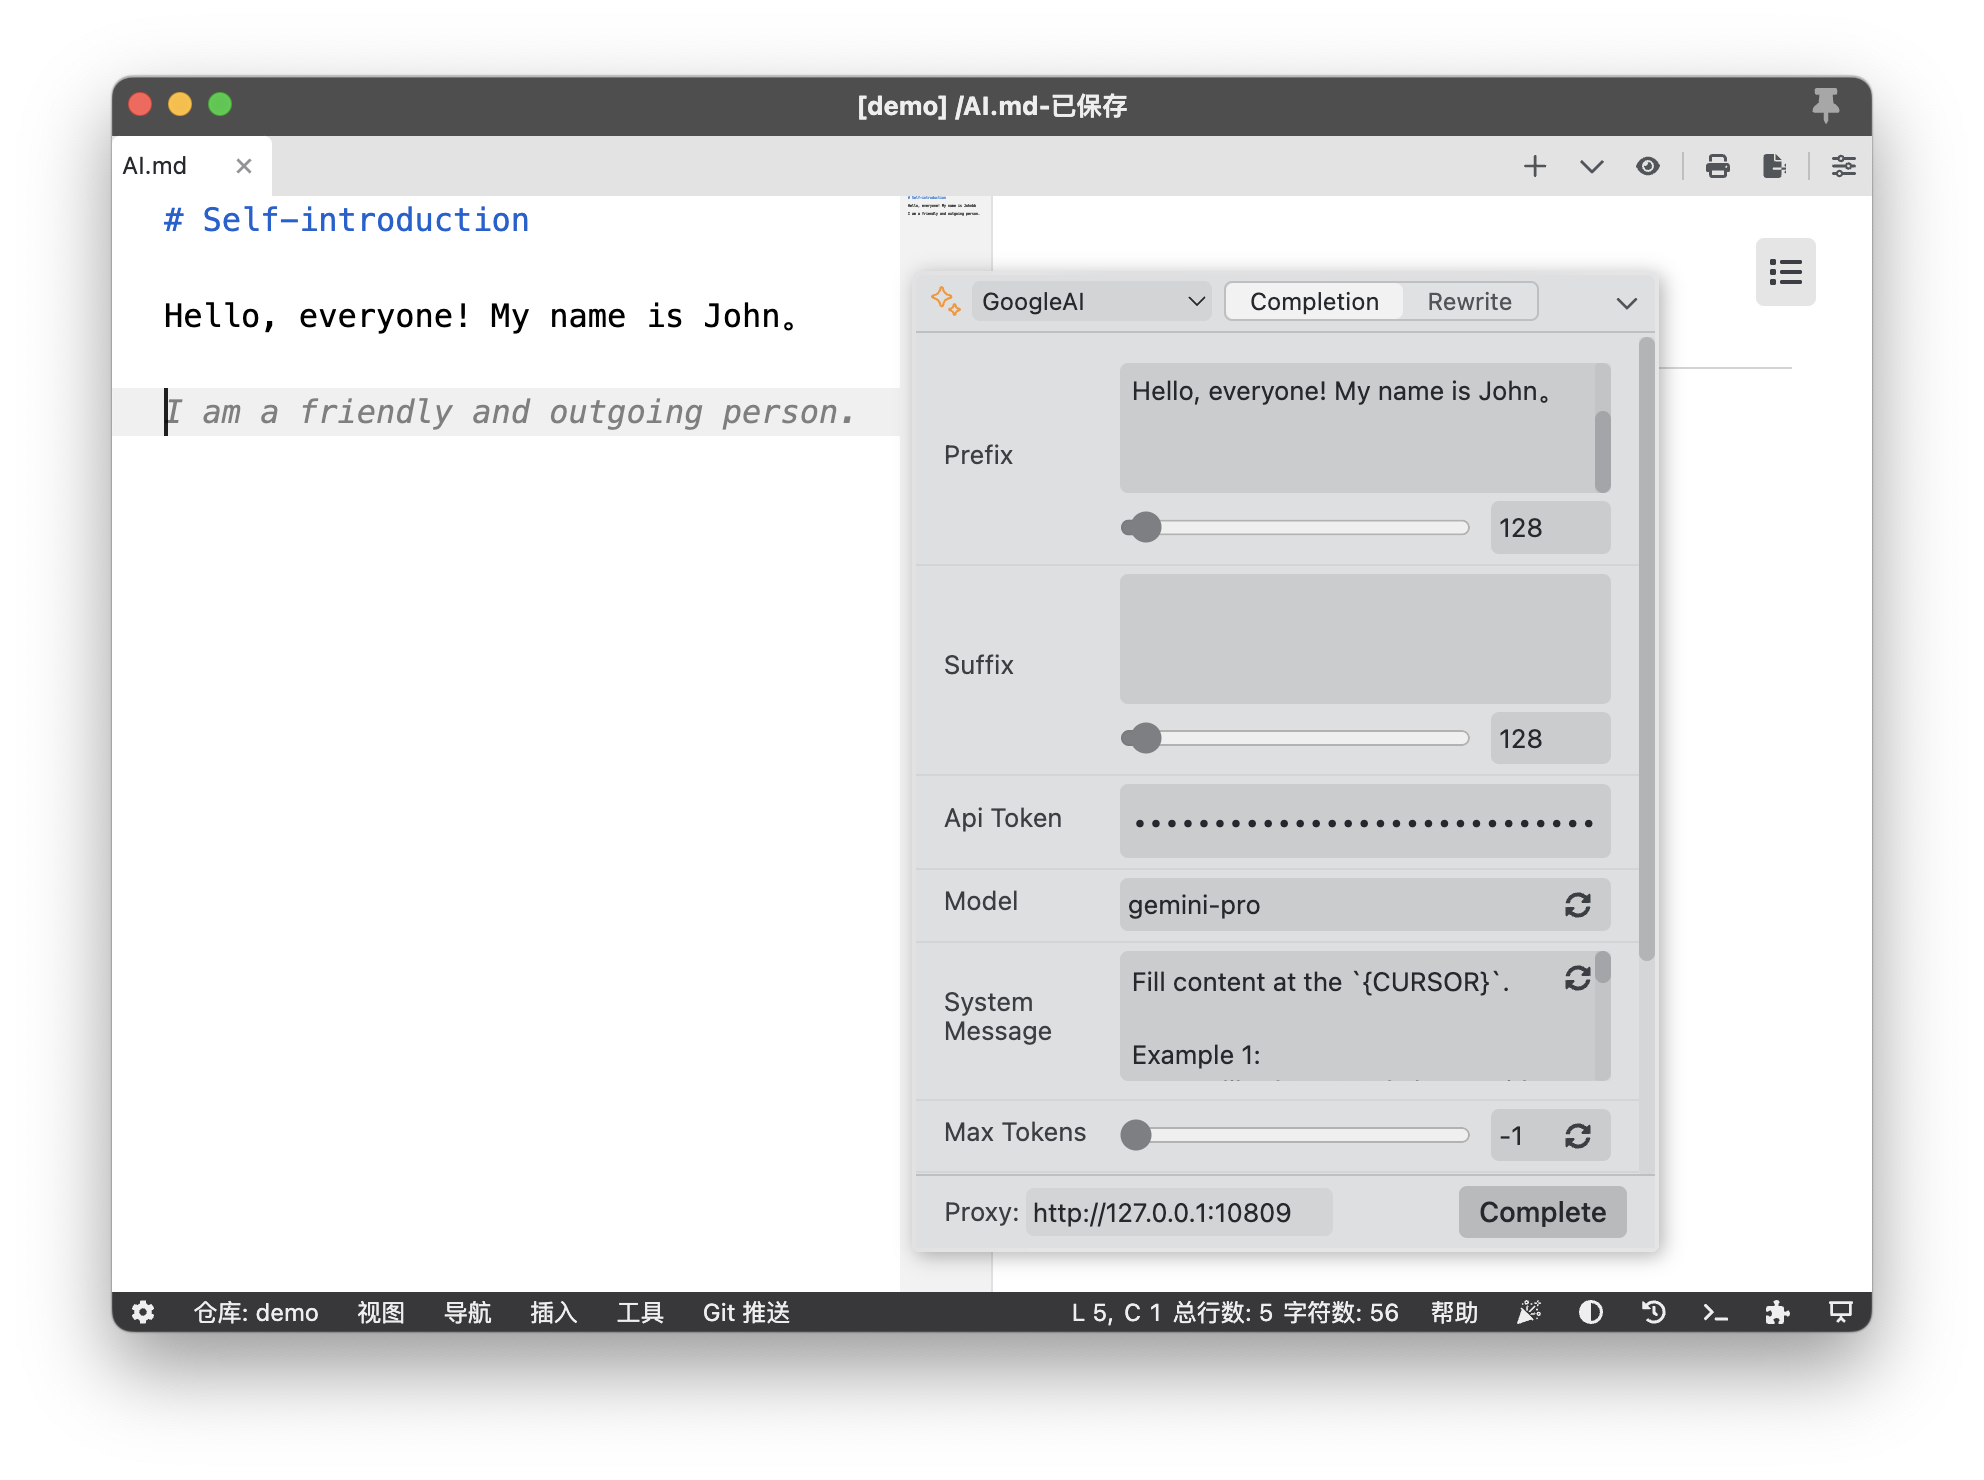 [demo] /AI.md-已保存
AI.md
# Self-introduction
Hello, everyone! My name is John。
I am a friendly and outgoing person.
GoogleAI
Completion
Rewrite
Prefix
Hello, everyone! My name is John。
128
Suffix
128
Api Token
Model
gemini-pro
System
Message
Fill content at the `{CURSOR}`.
Example 1:
Max Tokens
-1
Proxy: http://127.0.0.1:10809
Complete
仓库: demo 视图 导航 插入 工具 Git 推送
L 5, C 1 总行数: 5 字符数: 56 帮助